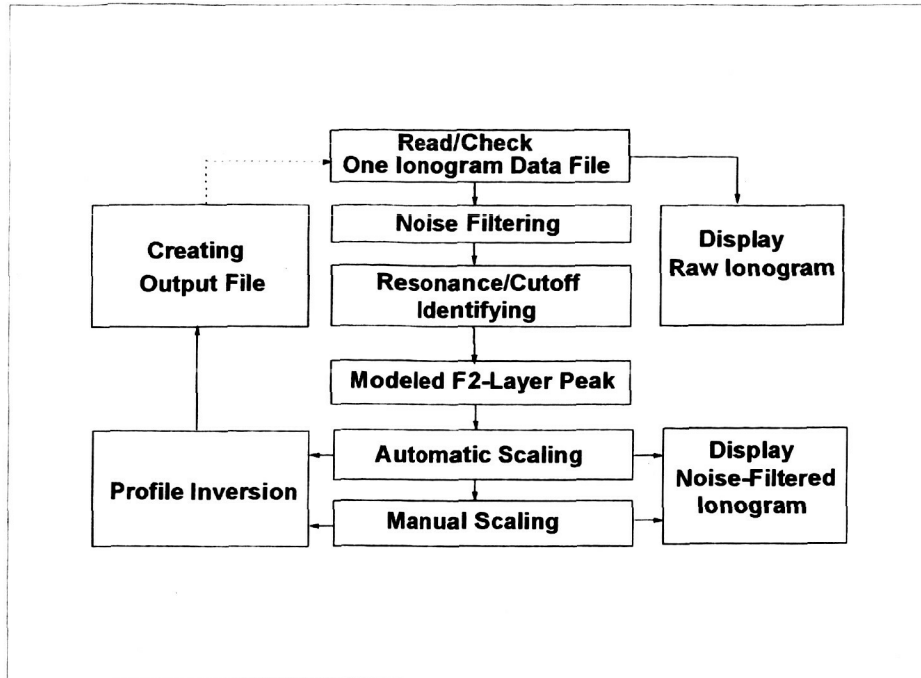 Read/Check
One Ionogram Data File
Noise Filtering
Creating
Output File
Display
Raw Ionogram
Resonance/Cutoff
Identifying
Modeled F2-Layer Peak
Automatic Scaling
Profile Inversion
Display
Noise-Filtered
Ionogram
Manual Scaling